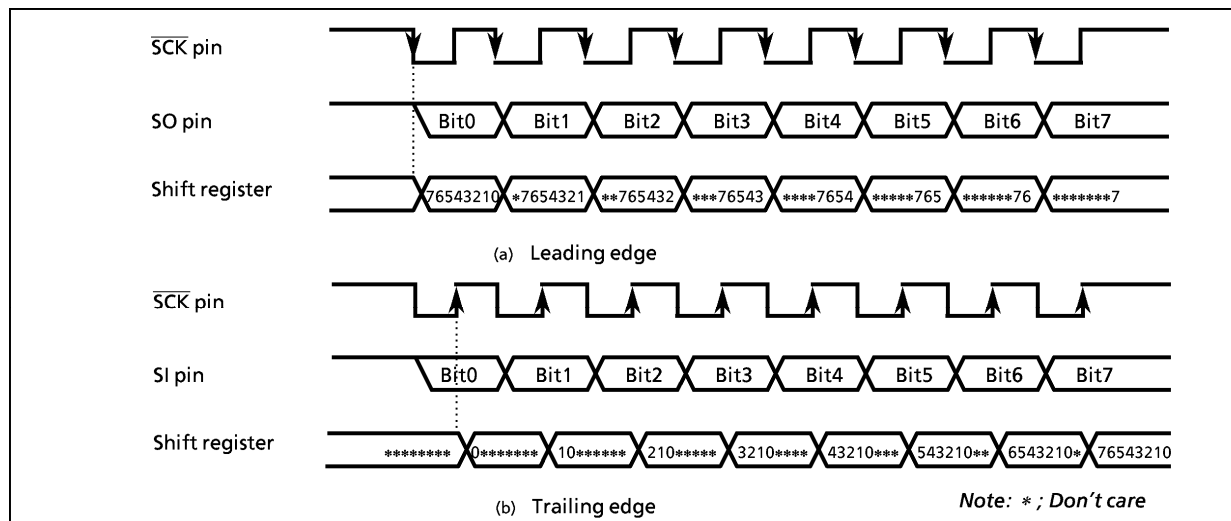 SCK pin
SO pin Bit0 Bit1 Bit2 Bit3 Bit4 Bit5 Bit6 Bit7
Shift register 76543210 *7654321 **765432 ***76543 ****7654 *****765 ******76 *******7
(a) Leading edge
SCK pin
SI pin Bit0 Bit1 Bit2 Bit3 Bit4 Bit5 Bit6 Bit7
Shift register ******** 0******* 10****** 210***** 3210**** 43210*** 543210** 6543210* 76543210
(b) Trailing edge
Note: * ; Don't care